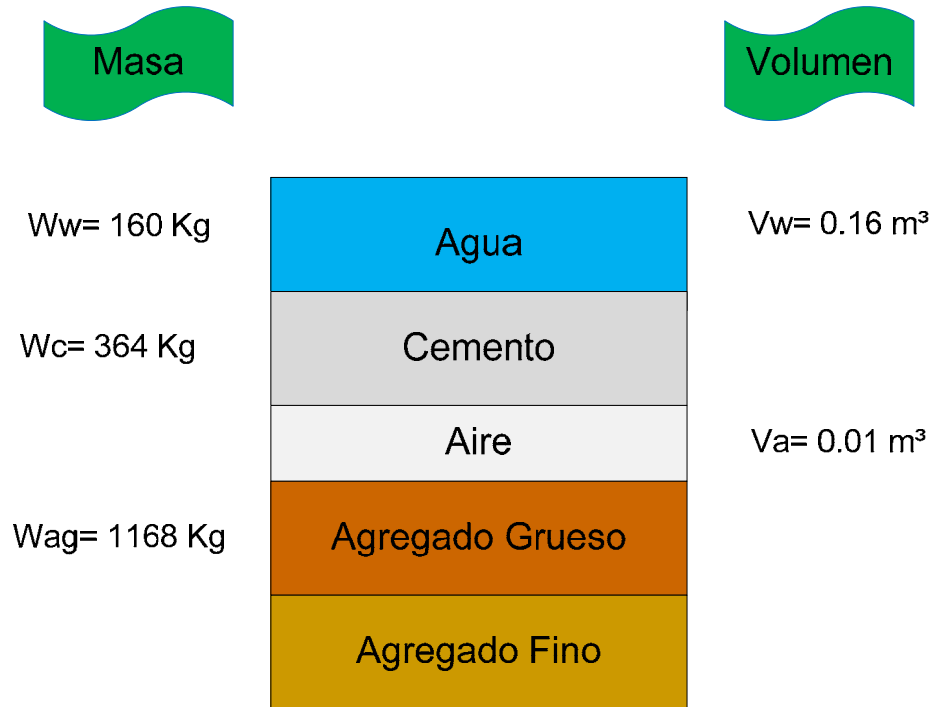 Masa
Volumen
Ww= 160 Kg
Agua
Vw= 0.16 m³
Wc= 364 Kg
Cemento
Aire
Va= 0.01 m³
Wag= 1168 Kg
Agregado Grueso
Agregado Fino